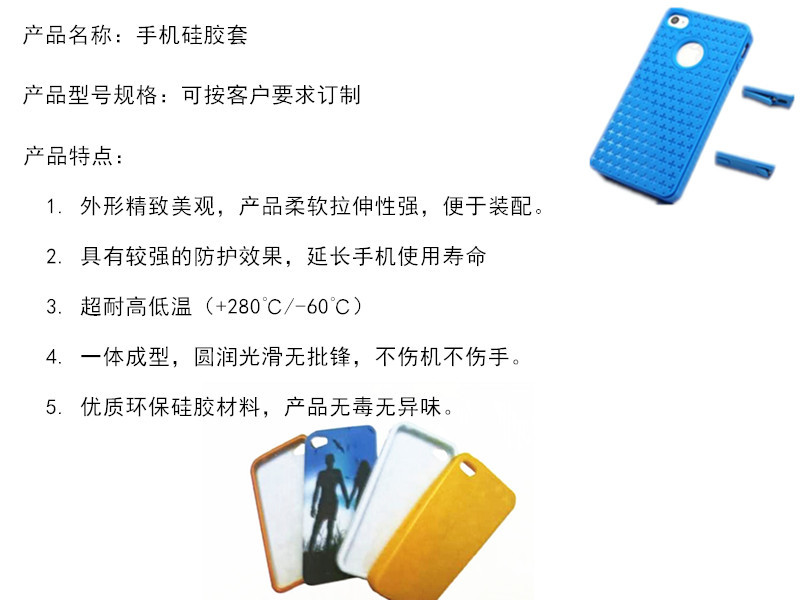 产品名称：手机硅胶套
产品型号规格：可按客户要求订制
产品特点：
1. 外形精致美观，产品柔软拉伸性强，便于装配。
2. 具有较强的防护效果，延长手机使用寿命
3. 超耐高低温（+280℃/-60℃）
4. 一体成型，圆润光滑无批锋，不伤机不伤手。
5. 优质环保硅胶材料，产品无毒无异味。